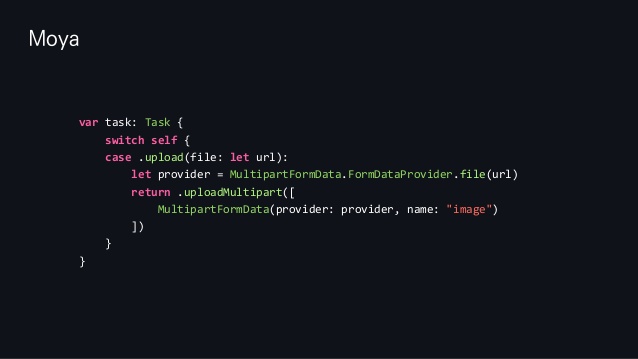 Moya
var task: Task {
switch self {
case .upload(file: let url):
let provider = MultipartFormData.FormDataProvider.file(url)
return .uploadMultipart([
MultipartFormData(provider: provider, name: "image")
])
}
}